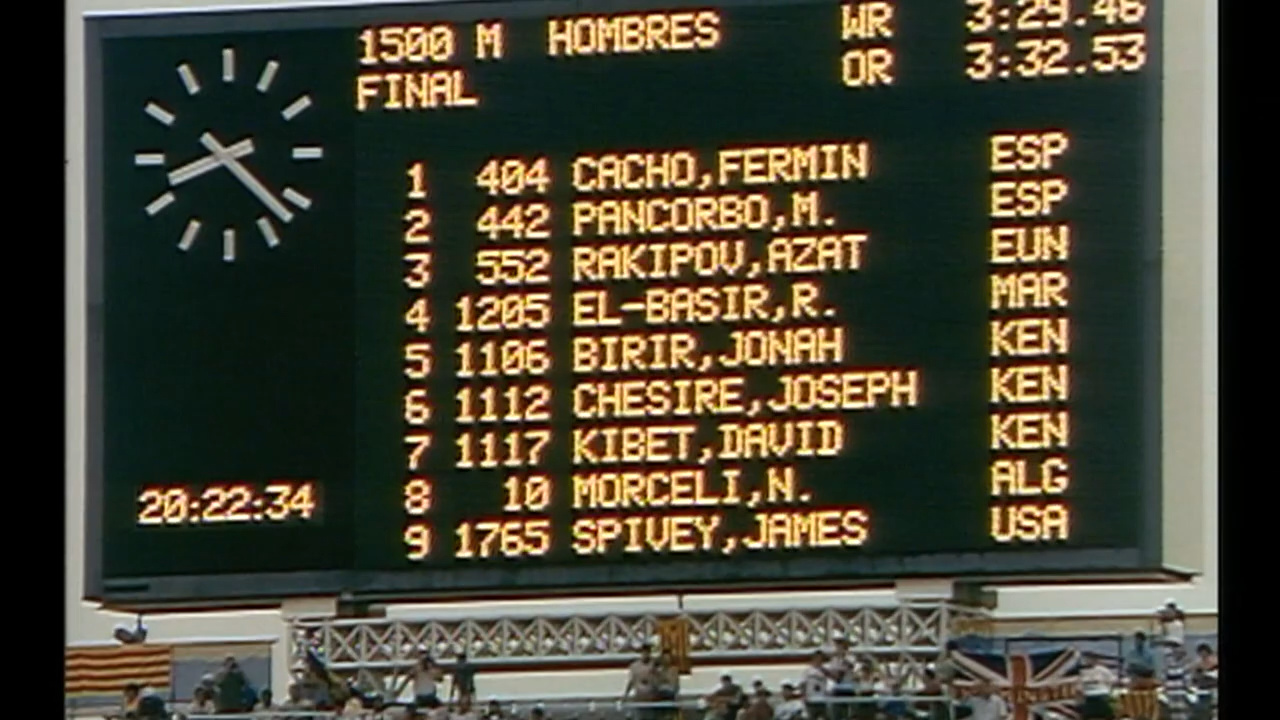 1500 M HOMBRES WR 3:29.46
FINAL OR 3:32.53
1 404 CACHO,FERMIN ESP
2 442 PANCORBO,M. ESP
3 552 RAKIPOV,AZAT EUN
4 1205 EL-BASIR,R. MAR
5 1106 BIRIR,JONAH KEN
6 1112 CHESIRE,JOSEPH KEN
7 1117 KIBET,DAVID KEN
8 10 MORCELI,N. ALG
9 1765 SPIVEY,JAMES USA
20:22:34